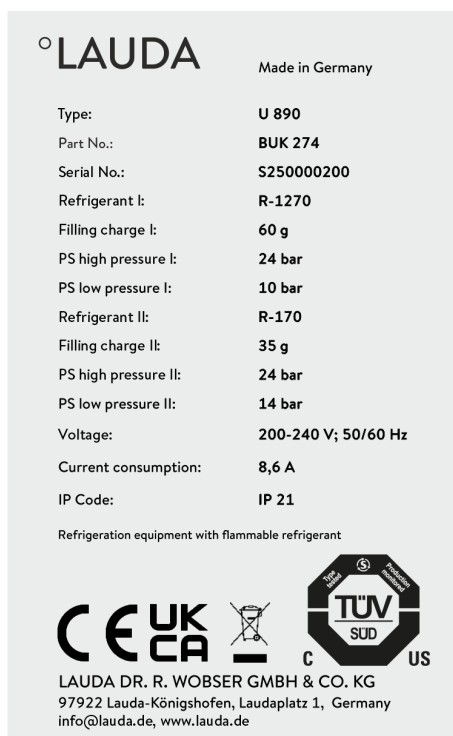 °LAUDA
Made in Germany
Type: U 890
Part No.: BUK 274
Serial No.: S250000200
Refrigerant I: R-1270
Filling charge I: 60 g
PS high pressure I: 24 bar
PS low pressure I: 10 bar
Refrigerant II: R-170
Filling charge II: 35 g
PS high pressure II: 24 bar
PS low pressure II: 14 bar
Voltage: 200-240 V; 50/60 Hz
Current consumption: 8,6 A
IP Code: IP 21
Refrigeration equipment with flammable refrigerant
Type tested
S
Production monitored
TÜV
SÜD
C US
CE UK CA
LAUDA DR. R. WOBSER GMBH & CO. KG
97922 Lauda-Königshofen, Laudaplatz 1, Germany
info@lauda.de, www.lauda.de